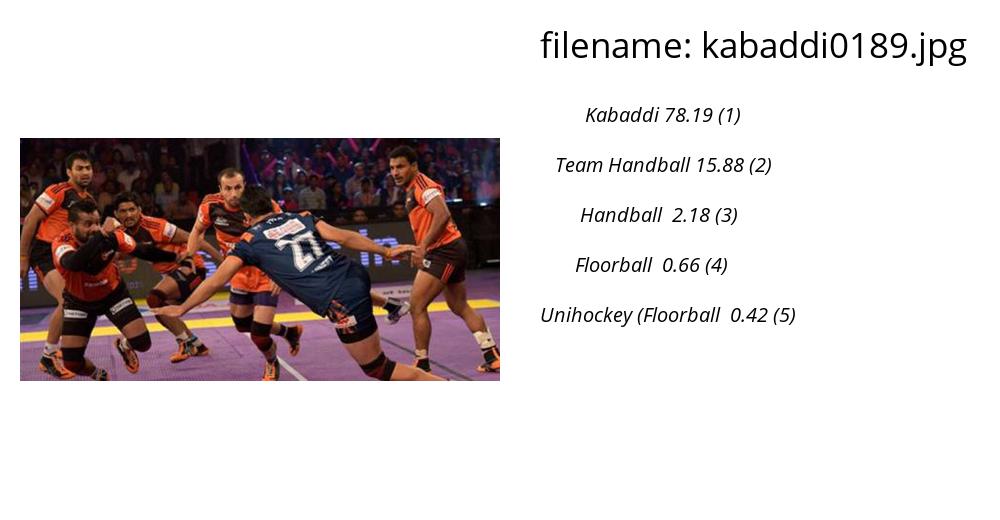 filename: kabaddi0189.jpg
Kabaddi 78.19 (1)
Team Handball 15.88 (2)
Handball 2.18 (3)
Floorball 0.66 (4)
Unihockey (Floorball 0.42 (5)
27